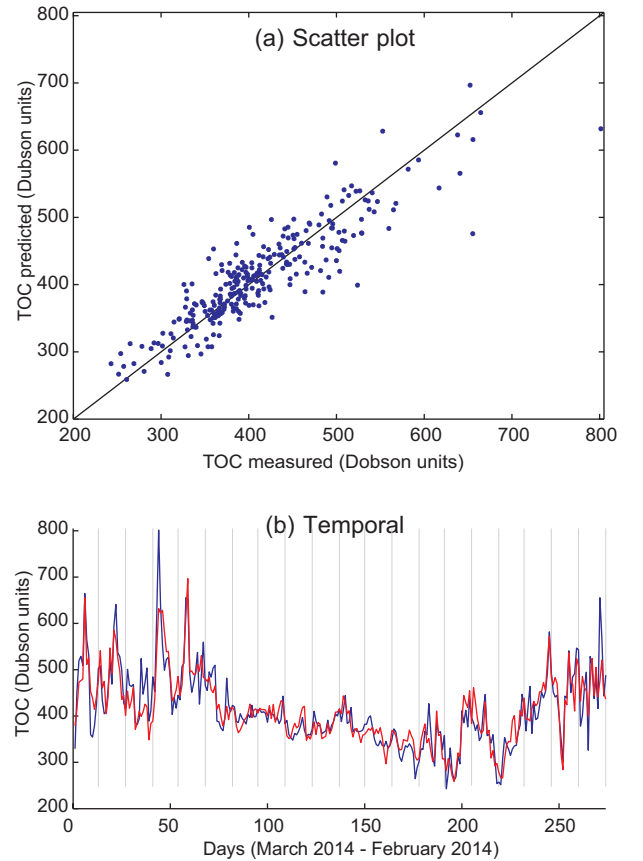 (a) Scatter plot
TOC predicted (Dubson units)
800
700
600
500
400
300
200
200 300 400 500 600 700 800
TOC measured (Dobson units)
(b) Temporal
TOC (Dubson units)
800
700
600
500
400
300
200
0 50 100 150 200 250
Days (March 2014 - February 2014)